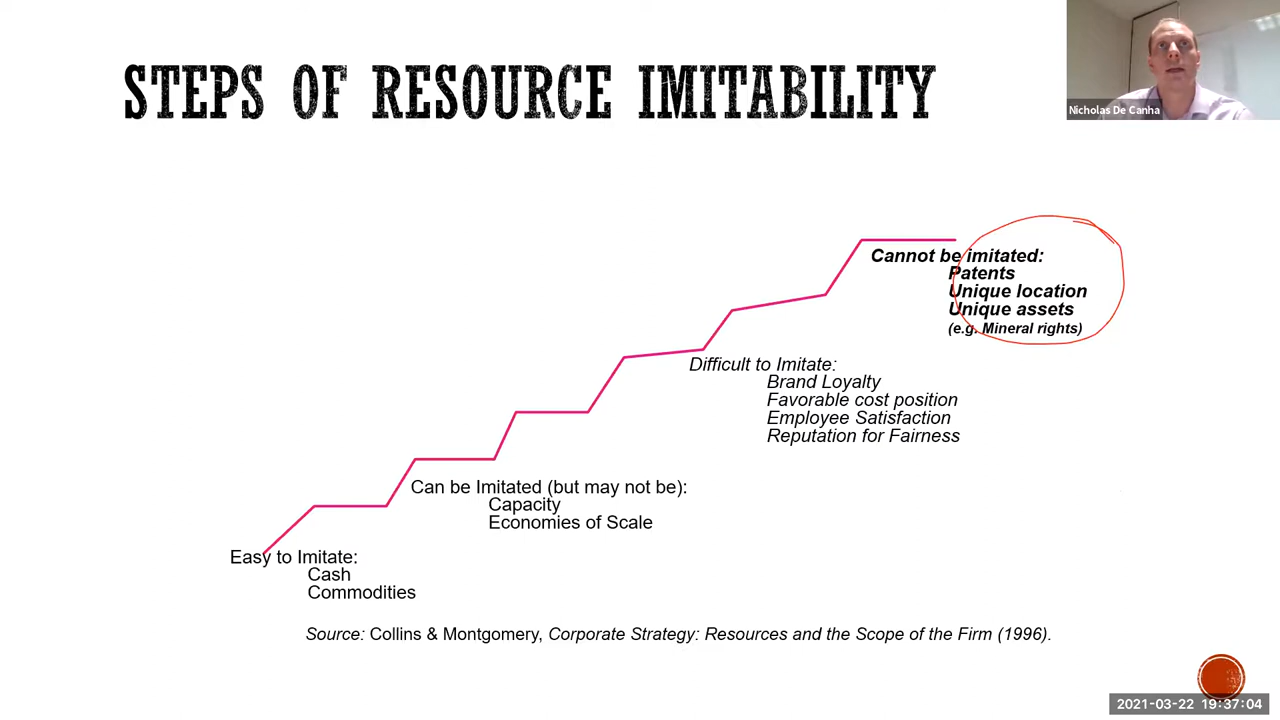 STEPS OF RESOURCE IMITABILITY
Nicholas De Canha
Cannot be imitated:
Patents
Unique location
Unique assets
(e.g. Mineral rights)
Difficult to Imitate:
Brand Loyalty
Favorable cost position
Employee Satisfaction
Reputation for Fairness
Can be Imitated (but may not be):
Capacity
Economies of Scale
Easy to Imitate:
Cash
Commodities
Source: Collins & Montgomery, Corporate Strategy: Resources and the Scope of the Firm (1996).
2021-03-22 19:37:04